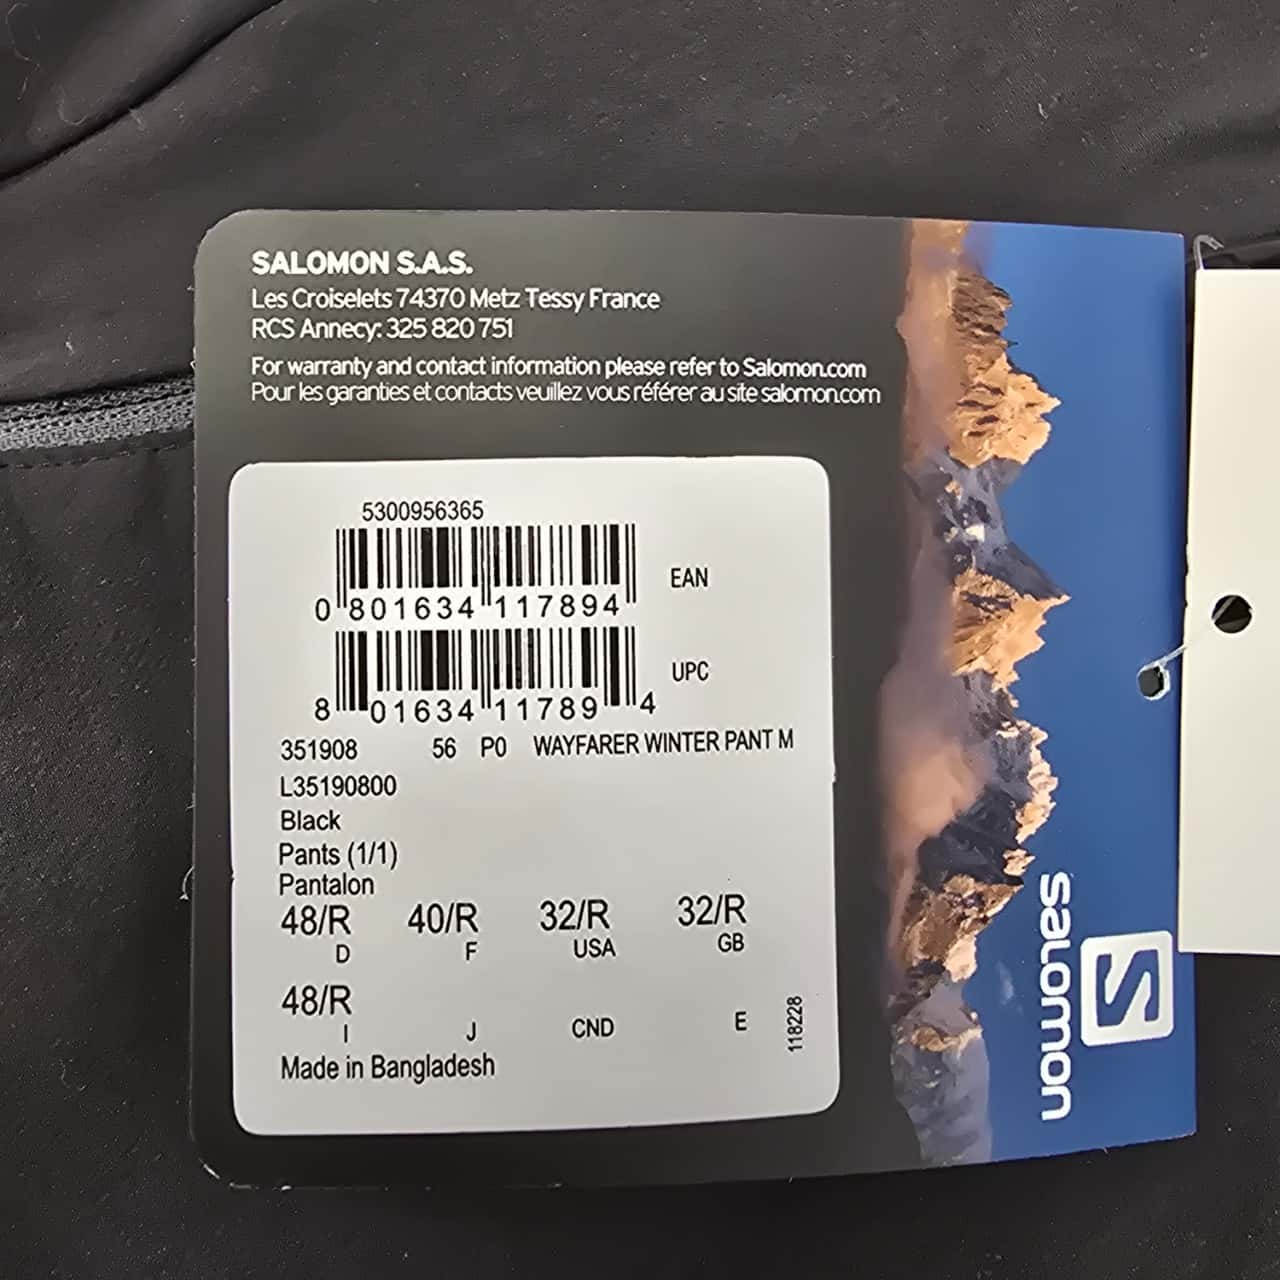 SALOMON S.A.S.
Les Croiselets 74370 Metz Tessy France
RCS Annecy: 325 820 751
For warranty and contact information please refer to Salomon.com
Pour les garanties et contacts veuillez vous référer au site salomon.com
5300956365
0 801634 117894
EAN
8 01634 11789 4
UPC
351908 56 P0 WAYFARER WINTER PANT M
L35190800
Black
Pants (1/1)
Pantalon
48/R 40/R 32/R 32/R
D F USA GB
48/R
I J CND E
118228
Made in Bangladesh
salomon
S